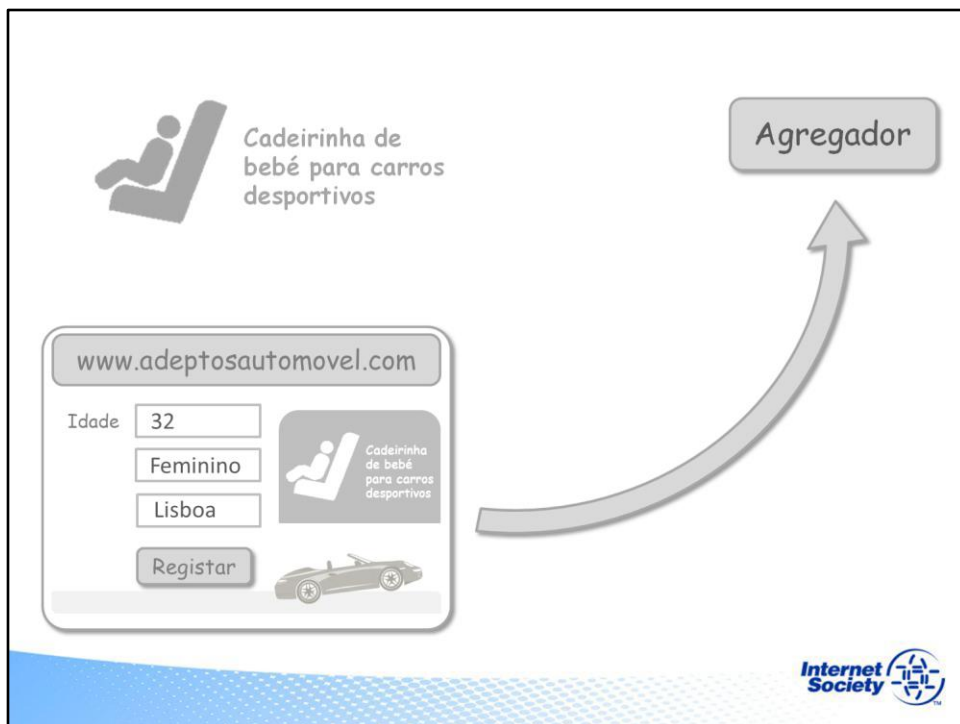 Cadeirinha de
bebé para carros
desportivos
Agregador
www.adeptosautomovel.com
Idade 32
Feminino
Lisboa
Registar
Cadeirinha
de bebé
para carros
desportivos
Internet
Society
TM